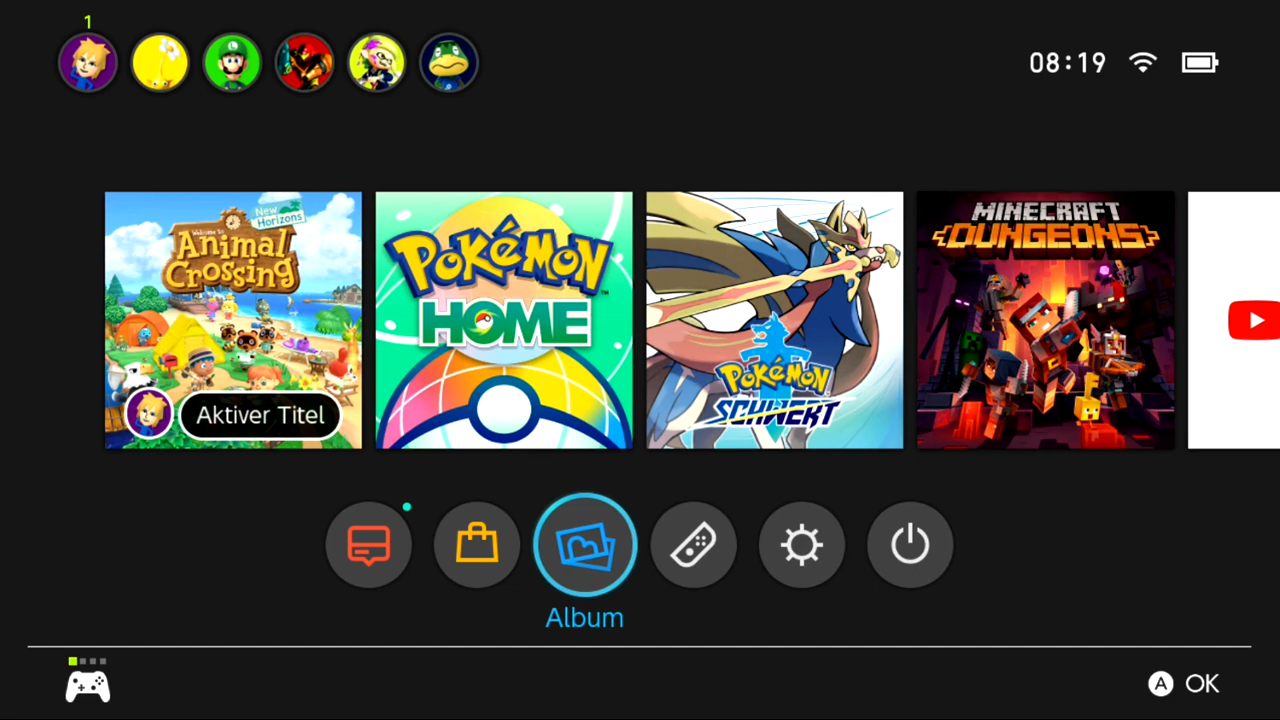 1
08:19
New
Horizons
Welcome to
Animal
Crossing
Aktiver Titel
POKéMON
HOME
POKéMON
SCHWERT
MINECRAFT
DUNGEONS
Album
A OK